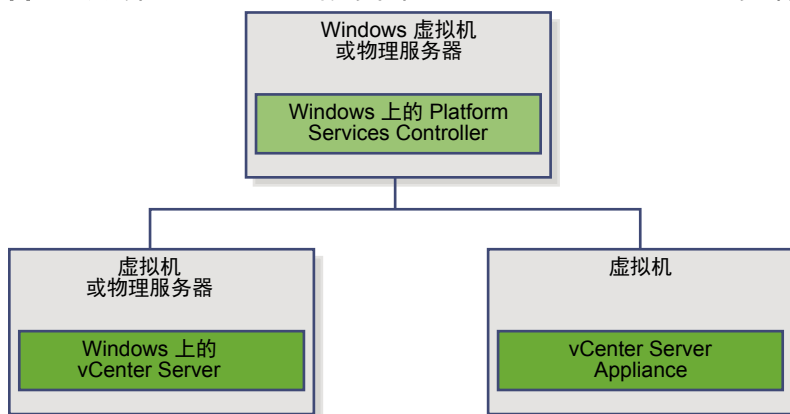 Windows 虚拟机
或物理服务器
Windows 上的 Platform
Services Controller
虚拟机
或物理服务器
Windows 上的
vCenter Server
虚拟机
vCenter Server
Appliance